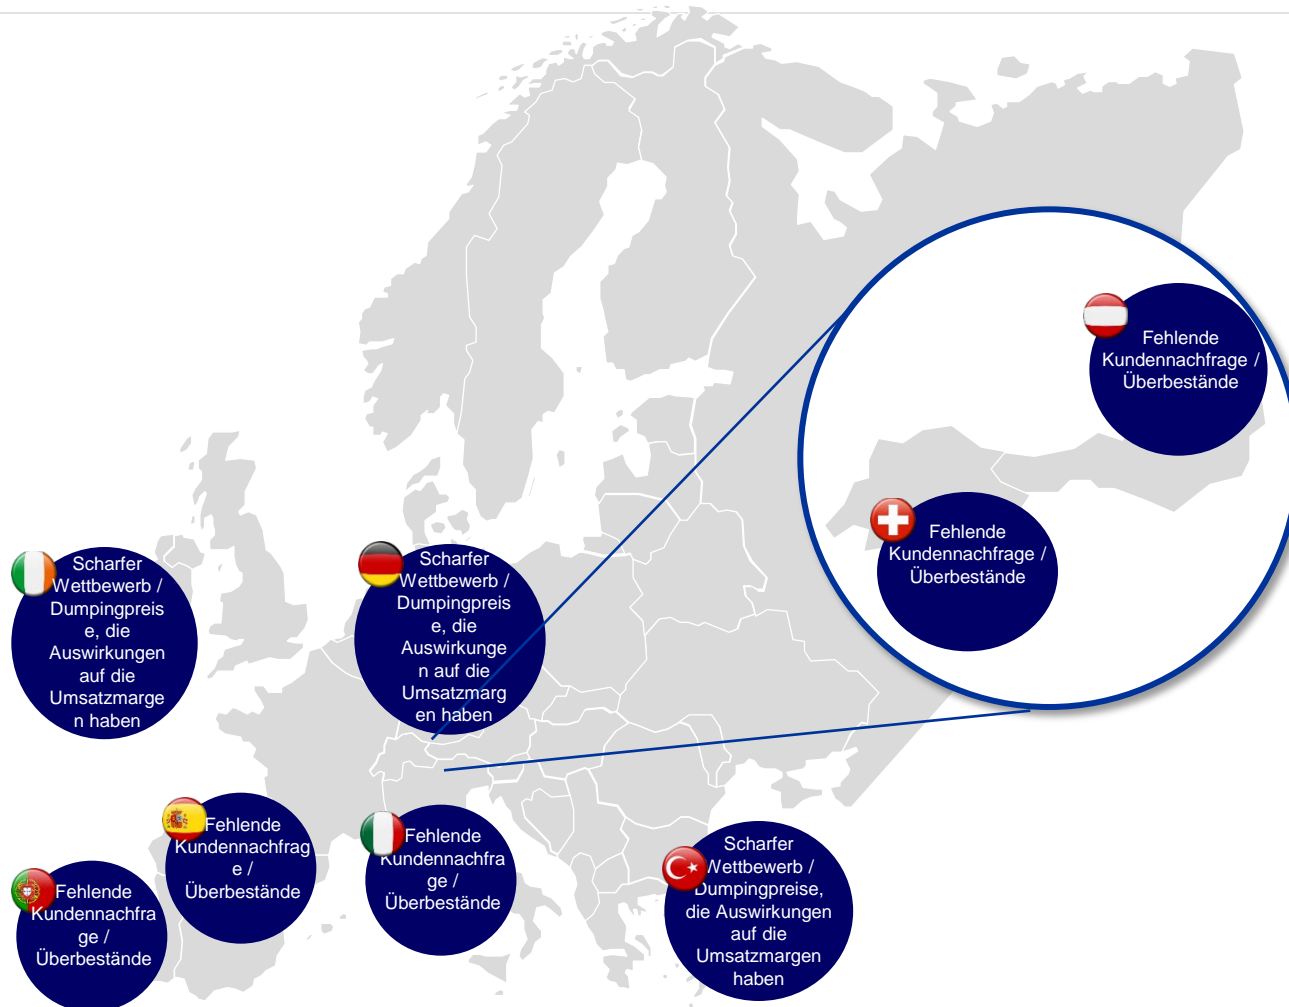 Fehlende
Kundennachfrage /
Überbestände
Fehlende
Kundennachfrage /
Überbestände
Scharfer
Wettbewerb /
Dumpingpreis
e, die
Auswirkungen
auf die
Umsatzmarge
n haben
Scharfer
Wettbewerb /
Dumpingpreis
e, die
Auswirkunge
n auf die
Umsatzmarg
en haben
Fehlende
Kundennachfrag
e /
Überbestände
Fehlende
Kundennachfra
ge /
Überbestände
Scharfer
Wettbewerb /
Dumpingpreise,
die Auswirkungen
auf die
Umsatzmargen
haben
Fehlende
Kundennachfra
ge /
Überbestände